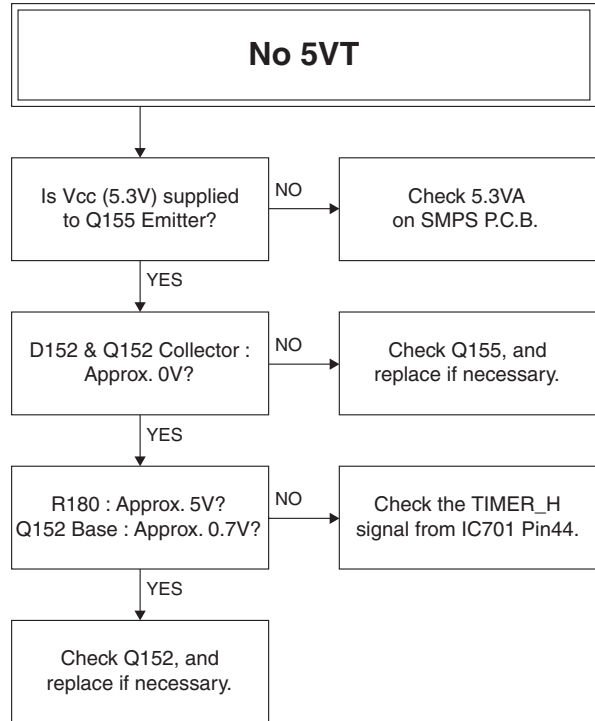 No 5VT
Is Vcc (5.3V) supplied
to Q155 Emitter?
NO
Check 5.3VA
on SMPS P.C.B.
YES
D152 & Q152 Collector :
Approx. 0V?
NO
Check Q155, and
replace if necessary.
YES
R180 : Approx. 5V?
Q152 Base : Approx. 0.7V?
NO
Check the TIMER_H
signal from IC701 Pin44.
YES
Check Q152, and
replace if necessary.